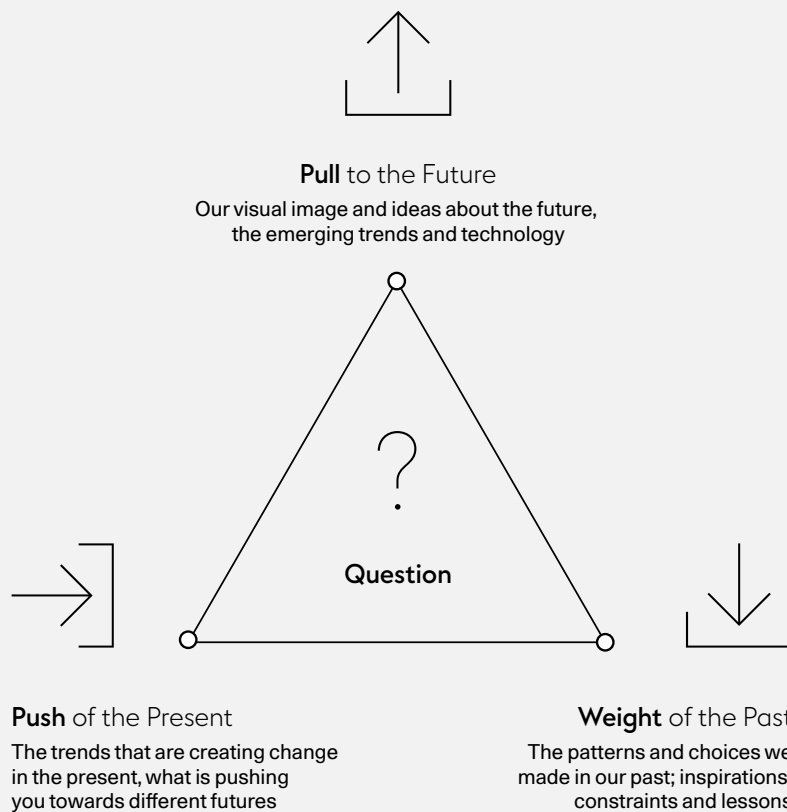 Pull to the Future
Our visual image and ideas about the future,
the emerging trends and technology
?
Question
Push of the Present
The trends that are creating change
in the present, what is pushing
you towards different futures
Weight of the Past
The patterns and choices we
made in our past; inspirations
constraints and lessons